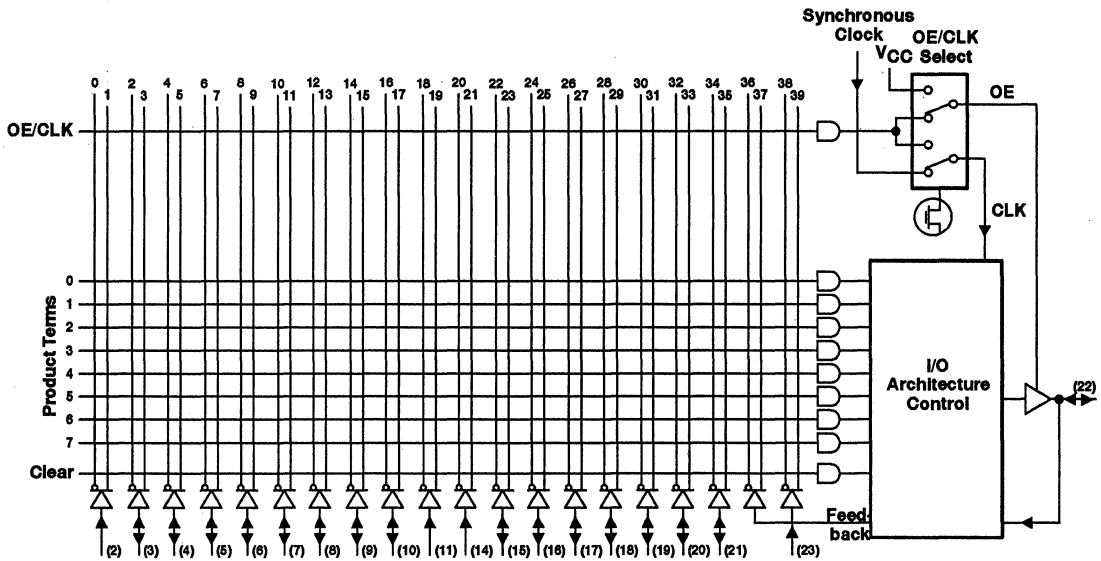 Synchronous
Clock
OE/CLK
Select
VCC
OE
0 2 4 6 8 10 12 14 16 18 20 22 24 26 28 30 32 34 36 38
1 3 5 7 9 11 13 15 17 19 21 23 25 27 29 31 33 35 37 39
OE/CLK
CLK
Product Terms
0
1
2
3
4
5
6
7
Clear
I/O
Architecture
Control
(22)
Feed-
back
(2) (3) (4) (5) (6) (7) (8) (9) (10) (11) (14) (15) (16) (17) (18) (19) (20) (21) (23)